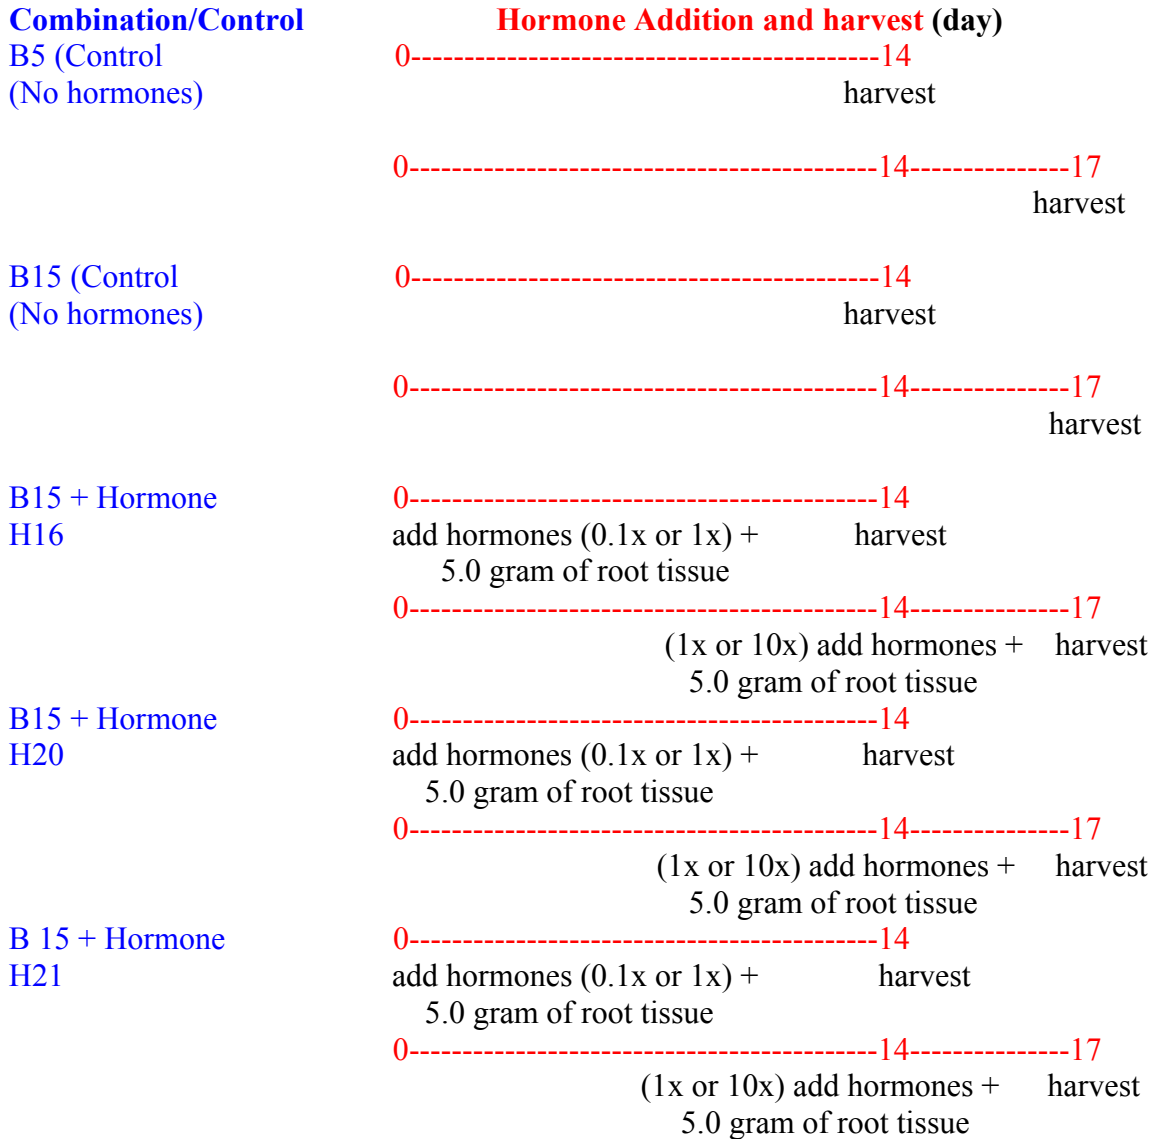 Combination/Control Hormone Addition and harvest (day)
B5 (Control 0--------------------------------------------14
(No hormones) harvest
0--------------------------------------------14---------------17
harvest
B15 (Control 0--------------------------------------------14
(No hormones) harvest
0--------------------------------------------14---------------17
harvest
B15 + Hormone 0--------------------------------------------14
H16 add hormones (0.1x or 1x) + harvest
5.0 gram of root tissue
0--------------------------------------------14---------------17
(1x or 10x) add hormones + harvest
5.0 gram of root tissue
B15 + Hormone 0--------------------------------------------14
H20 add hormones (0.1x or 1x) + harvest
5.0 gram of root tissue
0--------------------------------------------14---------------17
(1x or 10x) add hormones + harvest
5.0 gram of root tissue
B 15 + Hormone 0--------------------------------------------14
H21 add hormones (0.1x or 1x) + harvest
5.0 gram of root tissue
0--------------------------------------------14---------------17
(1x or 10x) add hormones + harvest
5.0 gram of root tissue